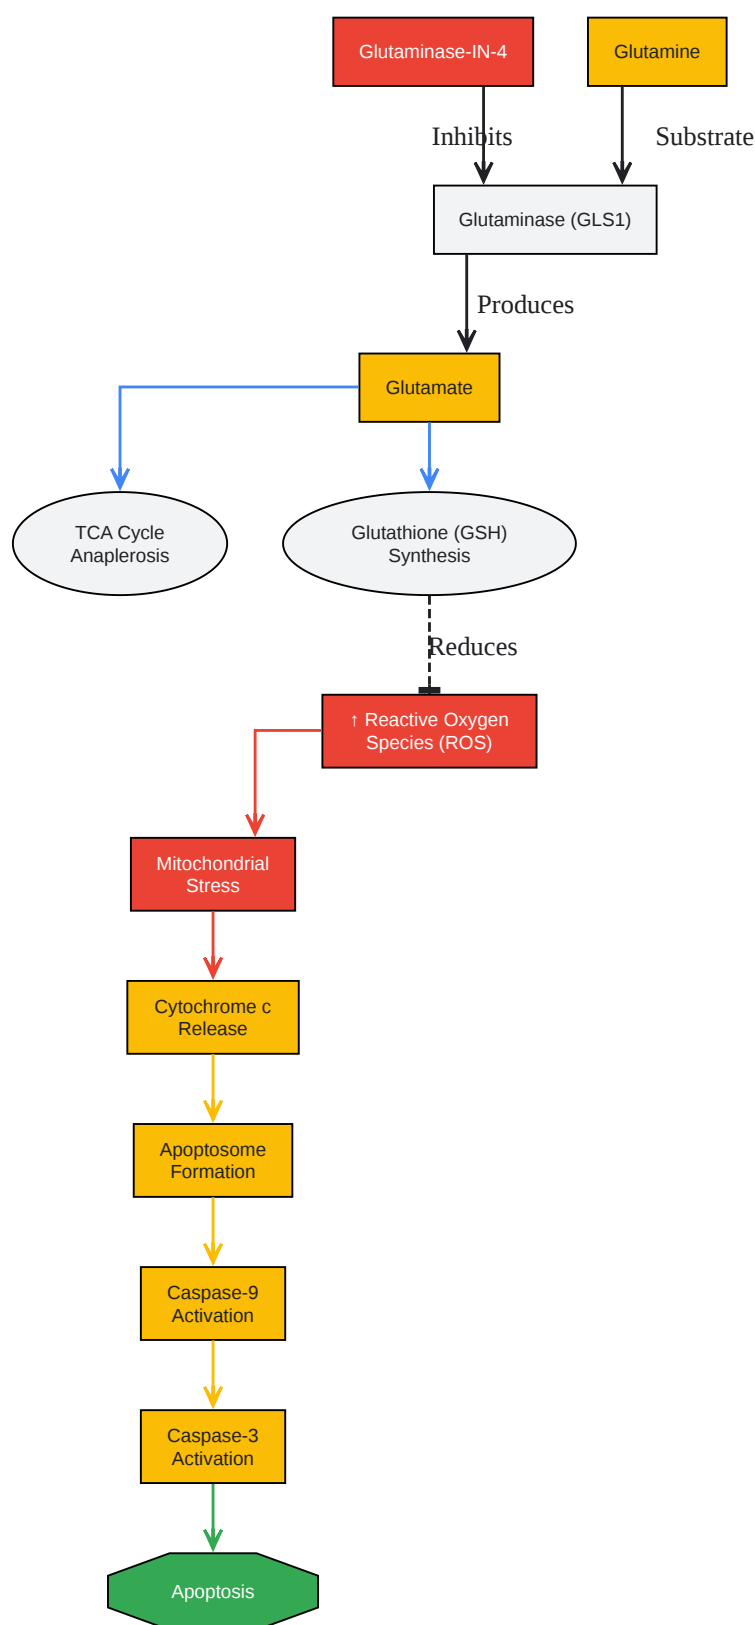 Glutaminase-IN-4
Glutamine
Inhibits
Substrate
Glutaminase (GLS1)
Produces
Glutamate
TCA Cycle
Anaplerosis
Glutathione (GSH)
Synthesis
Reduces
↑ Reactive Oxygen
Species (ROS)
Mitochondrial
Stress
Cytochrome c
Release
Apoptosome
Formation
Caspase-9
Activation
Caspase-3
Activation
Apoptosis